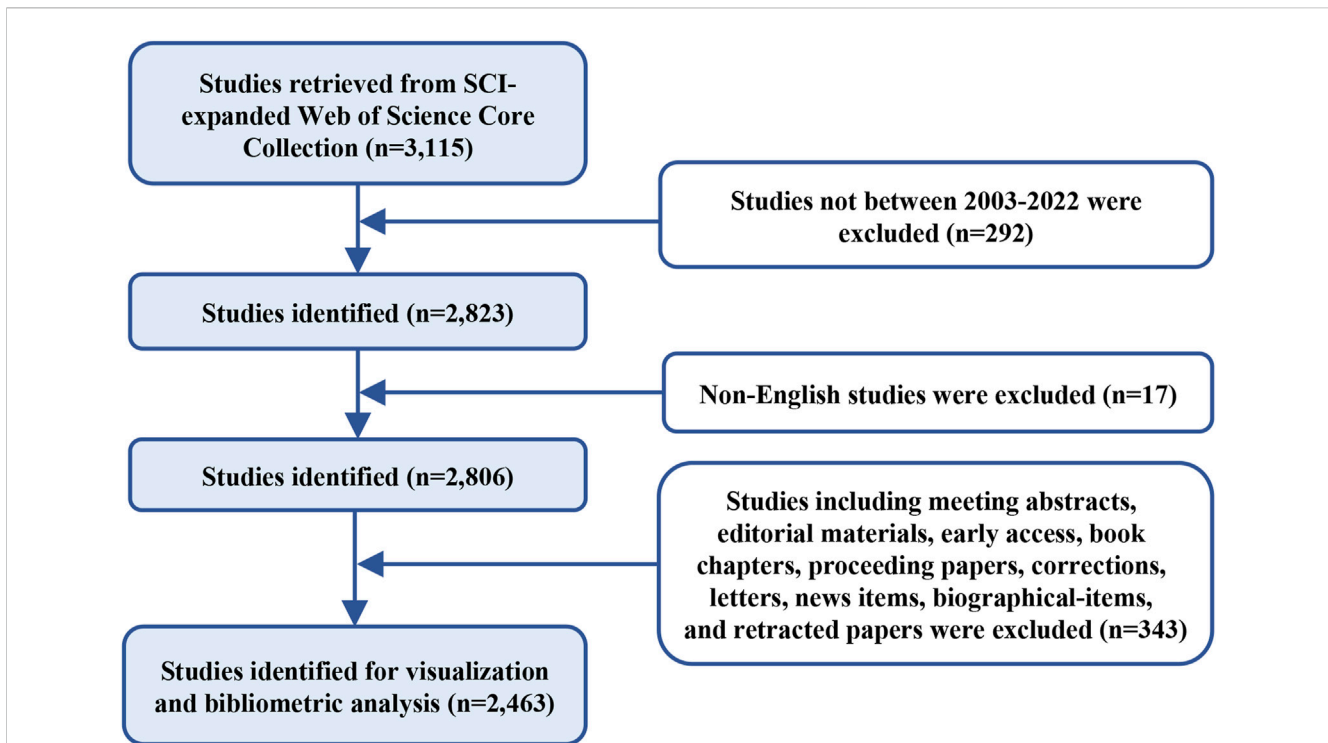 Studies retrieved from SCI-
expanded Web of Science Core
Collection (n=3,115)
Studies not between 2003-2022 were
excluded (n=292)
Studies identified (n=2,823)
Non-English studies were excluded (n=17)
Studies identified (n=2,806)
Studies including meeting abstracts,
editorial materials, early access, book
chapters, proceeding papers, corrections,
letters, news items, biographical-items,
and retracted papers were excluded (n=343)
Studies identified for visualization
and bibliometric analysis (n=2,463)